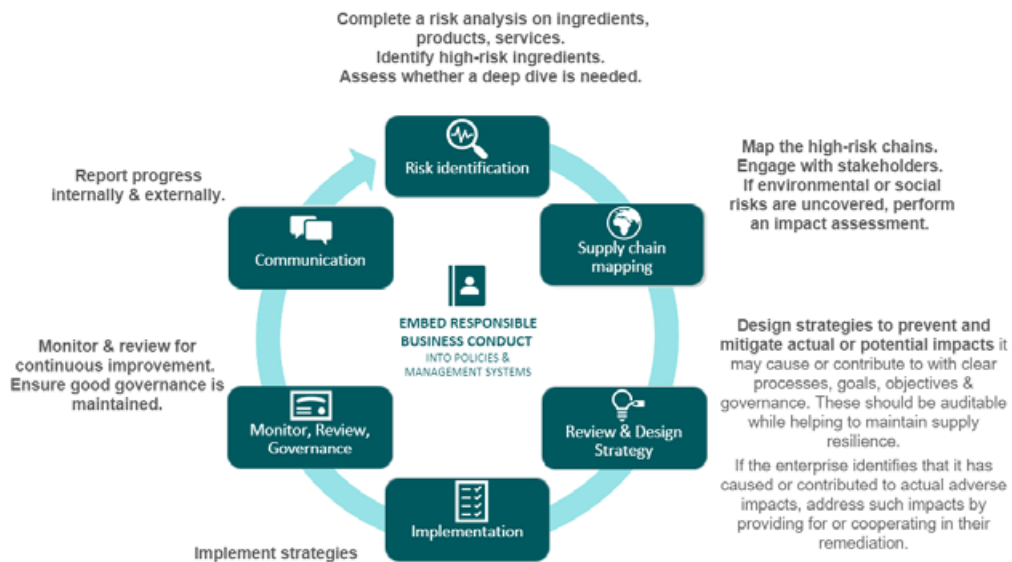 Complete a risk analysis on ingredients,
products, services.
Identify high-risk ingredients.
Assess whether a deep dive is needed.
Risk identification
Map the high-risk chains.
Engage with stakeholders.
If environmental or social
risks are uncovered, perform
an impact assessment.
Supply chain
mapping
Design strategies to prevent and
mitigate actual or potential impacts it
may cause or contribute to with clear
processes, goals, objectives &
governance. These should be auditable
while helping to maintain supply
resilience.
If the enterprise identifies that it has
caused or contributed to actual adverse
impacts, address such impacts by
providing for or cooperating in their
remediation.
Review & Design
Strategy
Implementation
Implement strategies
Monitor, Review,
Governance
Monitor & review for
continuous improvement.
Ensure good governance is
maintained.
Communication
Report progress
internally & externally.
EMBED RESPONSIBLE
BUSINESS CONDUCT
INTO POLICIES &
MANAGEMENT SYSTEMS